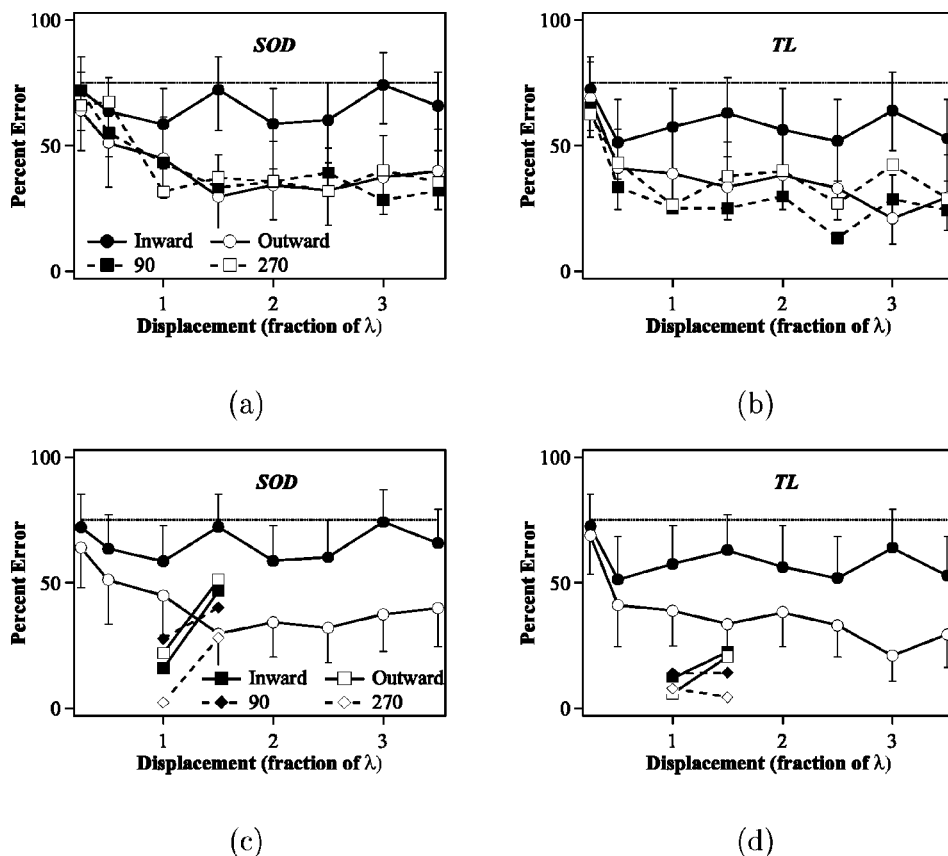 100
SOD
Percent Error
50
Inward
Outward
90
270
0
1
2
3
Displacement (fraction of λ)
(a)
100
TL
Percent Error
50
0
1
2
3
Displacement (fraction of λ)
(b)
100
SOD
Percent Error
50
Inward
Outward
90
270
0
1
2
3
Displacement (fraction of λ)
(c)
100
TL
Percent Error
50
0
1
2
3
Displacement (fraction of λ)
(d)